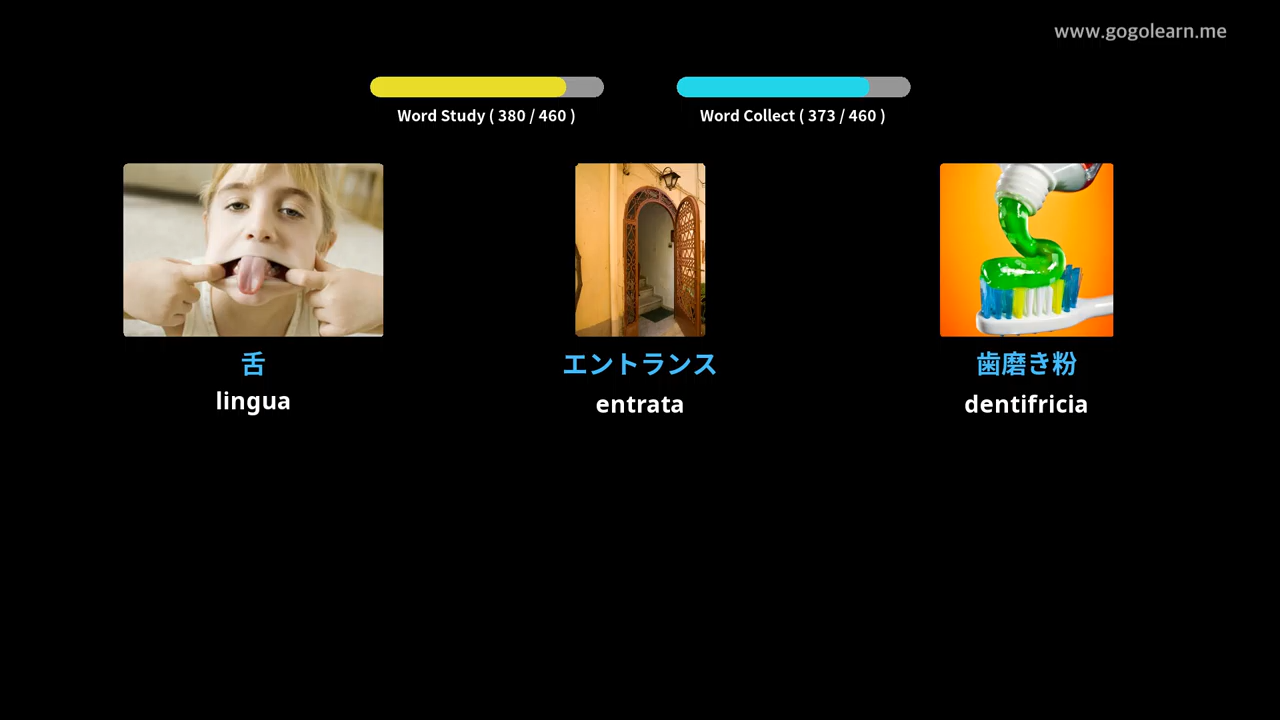 www.gogolearn.me
Word Study ( 380 / 460 )
Word Collect ( 373 / 460 )
舌
lingua
エントランス
entrata
歯磨き粉
dentifricia